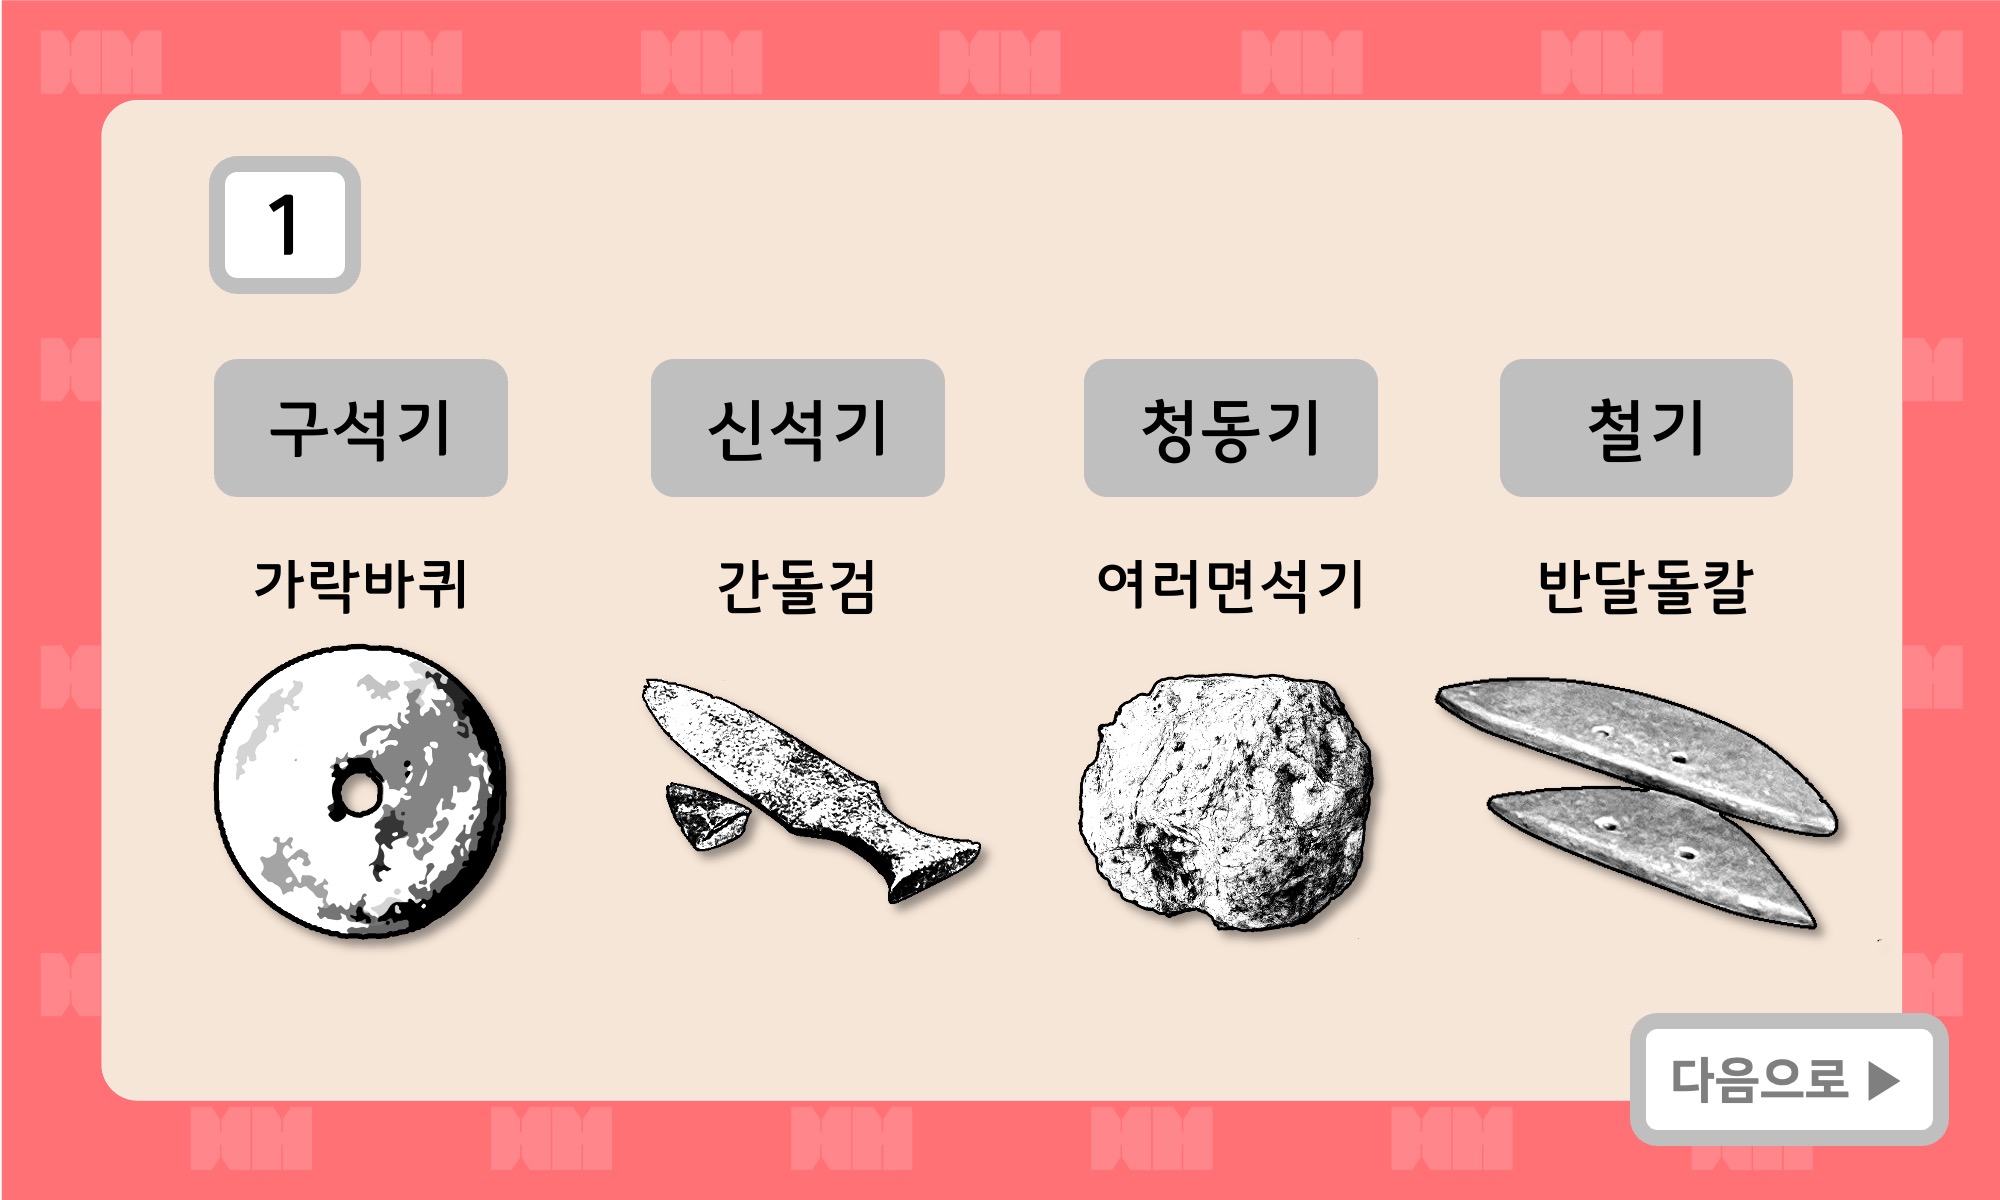 1
구석기
신석기
청동기
철기
가락바퀴
간돌검
여러면석기
반달돌칼
다음으로 ▶